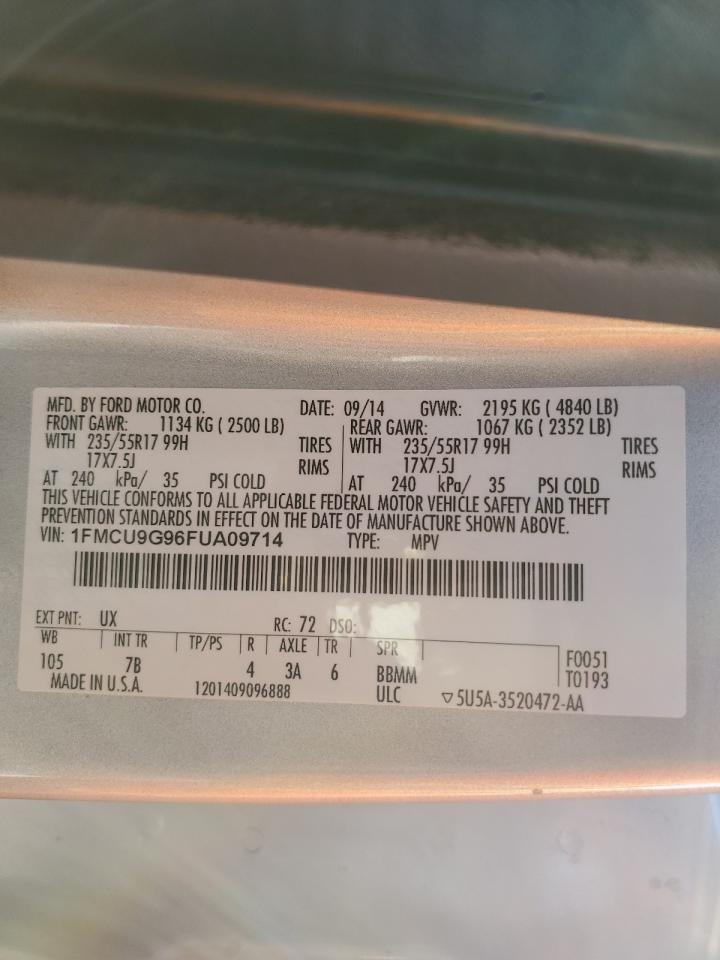 MFD. BY FORD MOTOR CO. DATE: 09/14 GVWR: 2195 KG ( 4840 LB)
FRONT GAWR: 1134 KG ( 2500 LB) REAR GAWR: 1067 KG ( 2352 LB)
WITH 235/55R17 99H TIRES WITH 235/55R17 99H TIRES
17X7.5J RIMS 17X7.5J RIMS
AT 240 kPa/ 35 PSI COLD AT 240 kPa/ 35 PSI COLD
THIS VEHICLE CONFORMS TO ALL APPLICABLE FEDERAL MOTOR VEHICLE SAFETY AND THEFT
PREVENTION STANDARDS IN EFFECT ON THE DATE OF MANUFACTURE SHOWN ABOVE.
VIN: 1FMCU9G96FUA09714 TYPE: MPV
EXT PNT: UX RC: 72 DSO:
WB INT TR TP/PS R AXLE TR SPR
105 7B 4 3A 6 BBMM F0051
MADE IN U.S.A. 1201409096888 ULC T0193
▽5U5A-3520472-AA